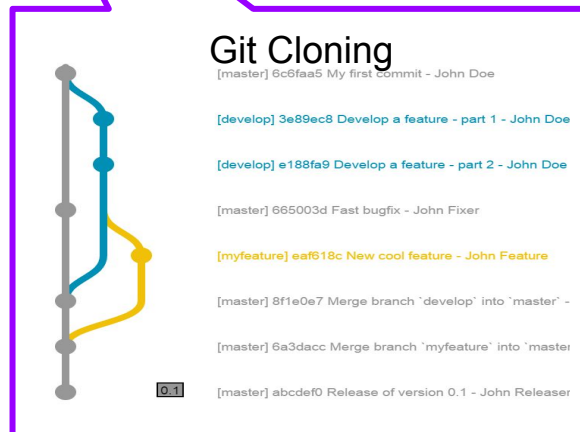 Git Cloning
[master] 6c6faa5 My first commit - John Doe
[develop] 3e89ec8 Develop a feature - part 1 - John Doe
[develop] e188fa9 Develop a feature - part 2 - John Doe
[master] 665003d Fast bugfix - John Fixer
[myfeature] eaf618c New cool feature - John Feature
[master] 8f1e0e7 Merge branch `develop` into `master` -
[master] 6a3dacc Merge branch `myfeature` into `master
0.1 [master] abcdef0 Release of version 0.1 - John Releaser